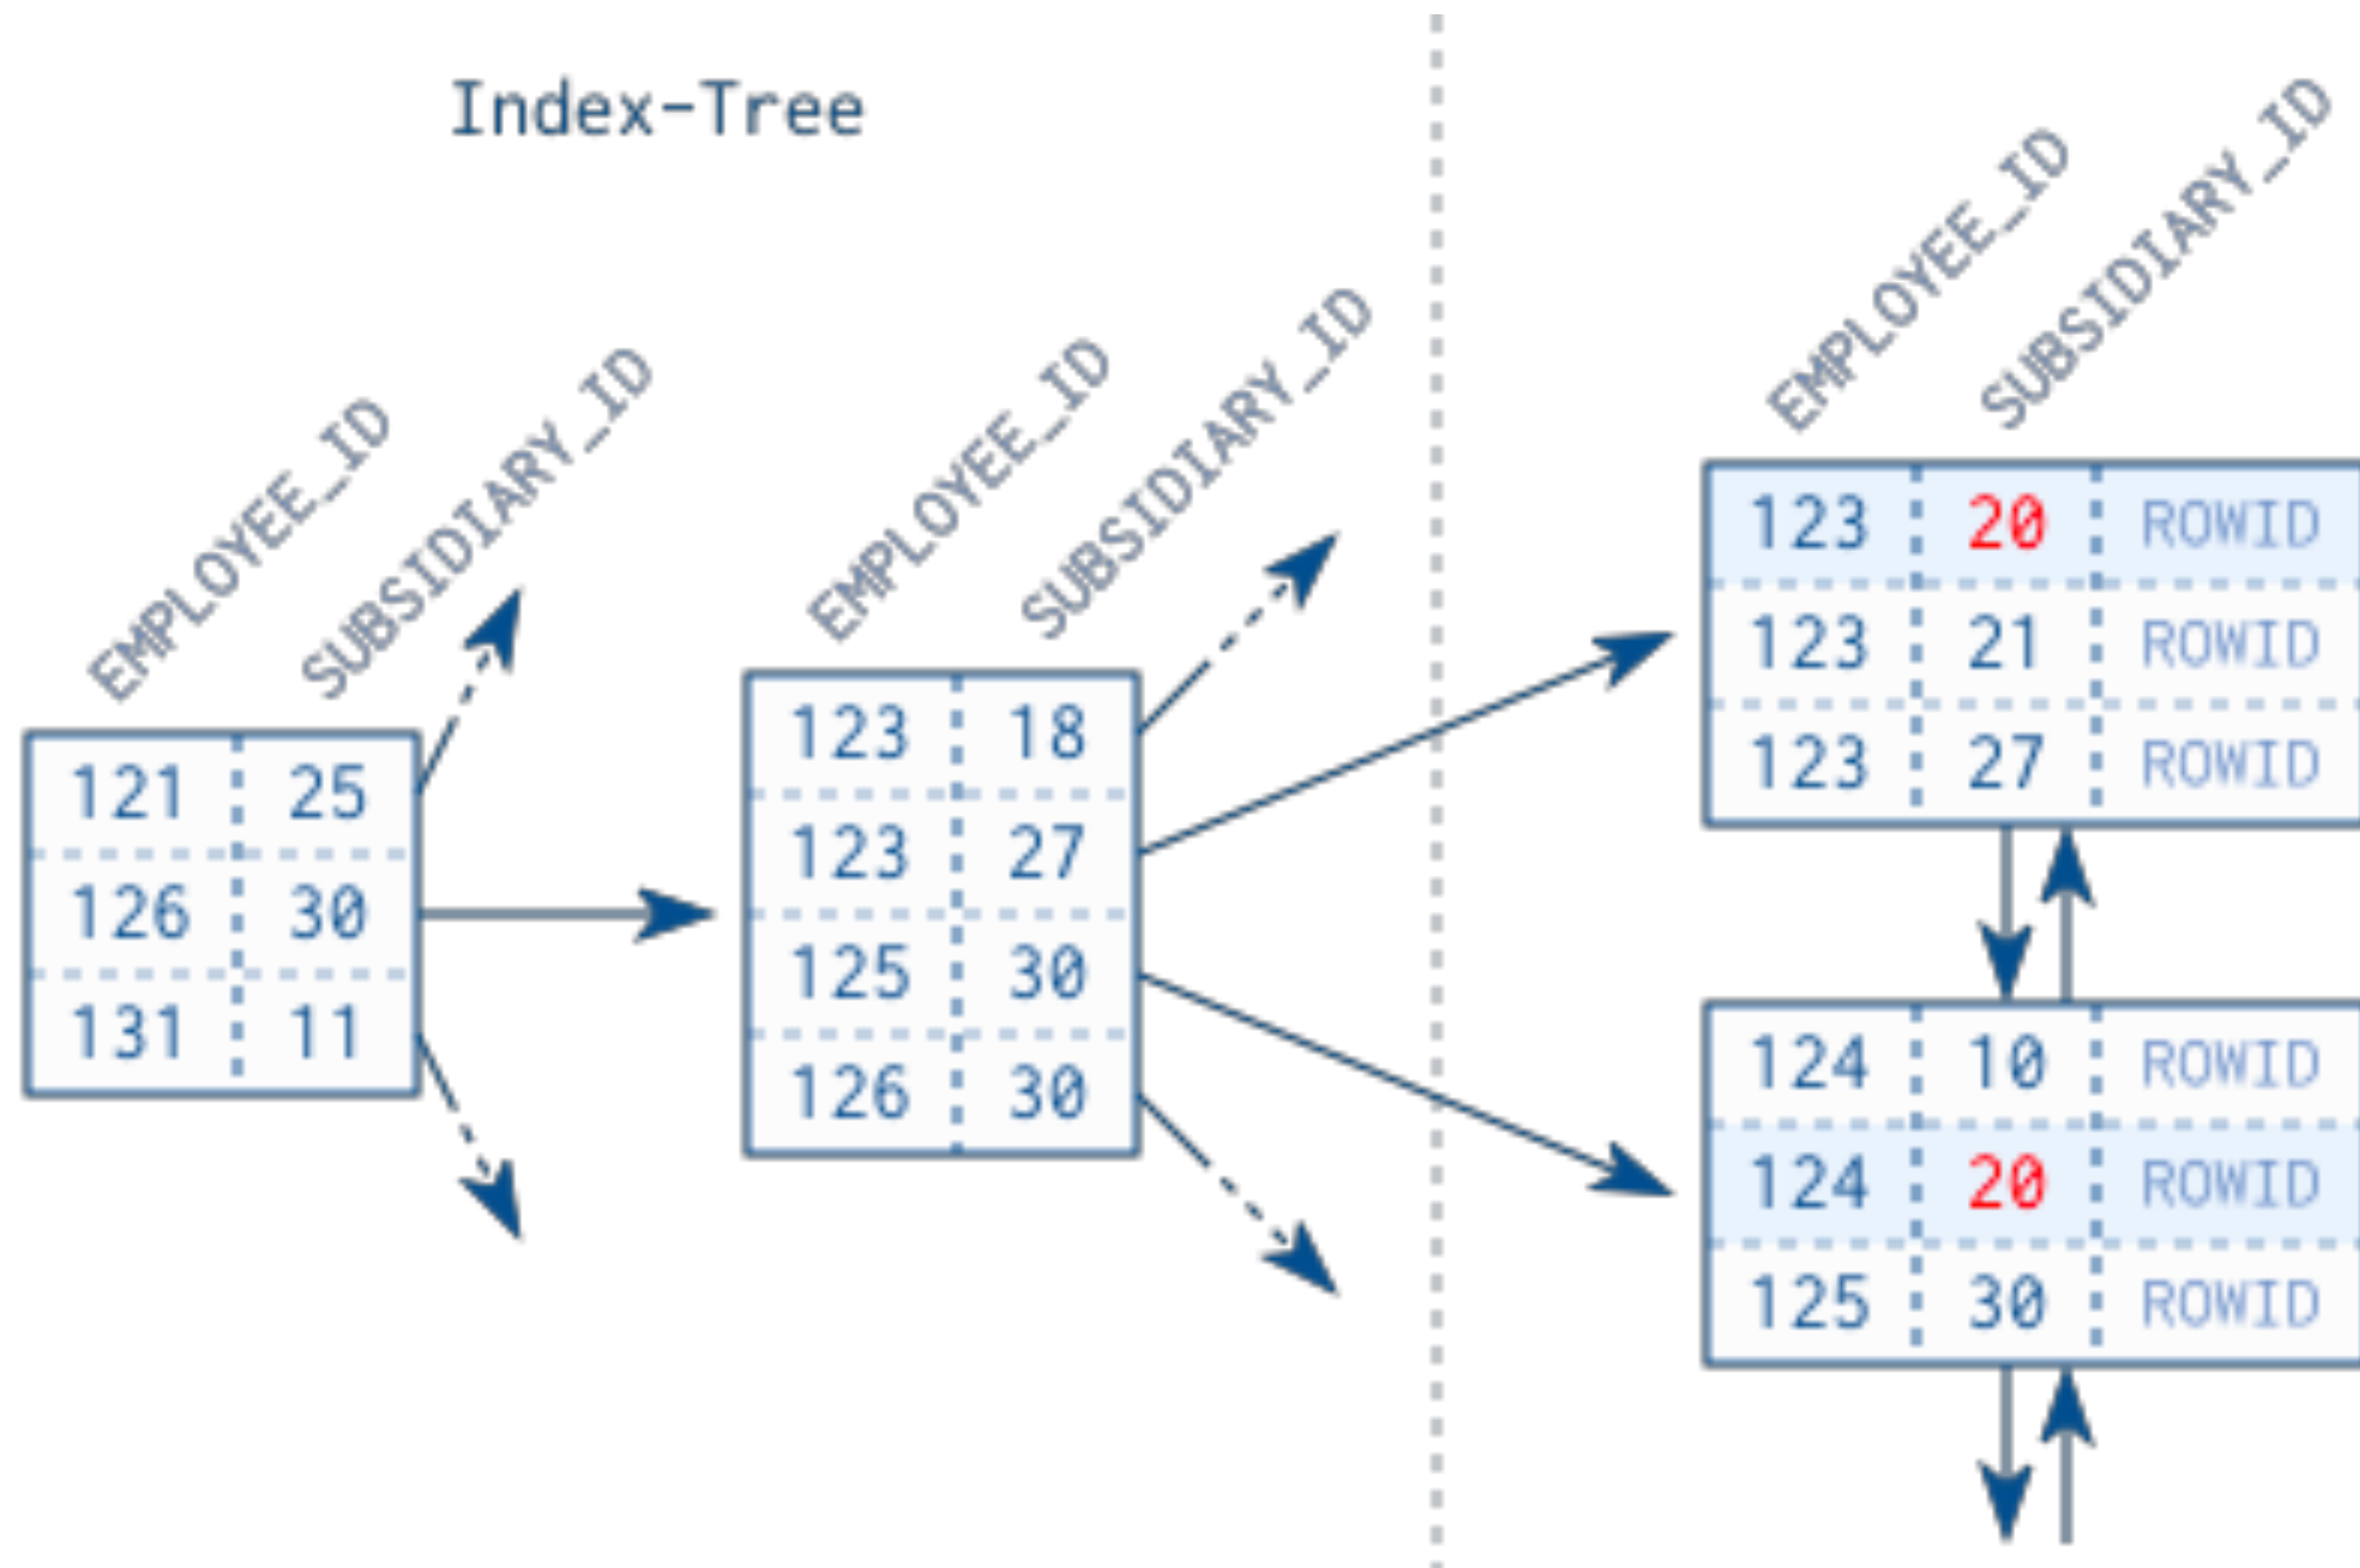 Index-Tree
EMPLOYEE_ID
SUBSIDIARY_ID
121 25
126 30
131 11
EMPLOYEE_ID
SUBSIDIARY_ID
123 18
123 27
125 30
126 30
EMPLOYEE_ID
SUBSIDIARY_ID
123 20 ROWID
123 21 ROWID
123 27 ROWID
124 10 ROWID
124 20 ROWID
125 30 ROWID